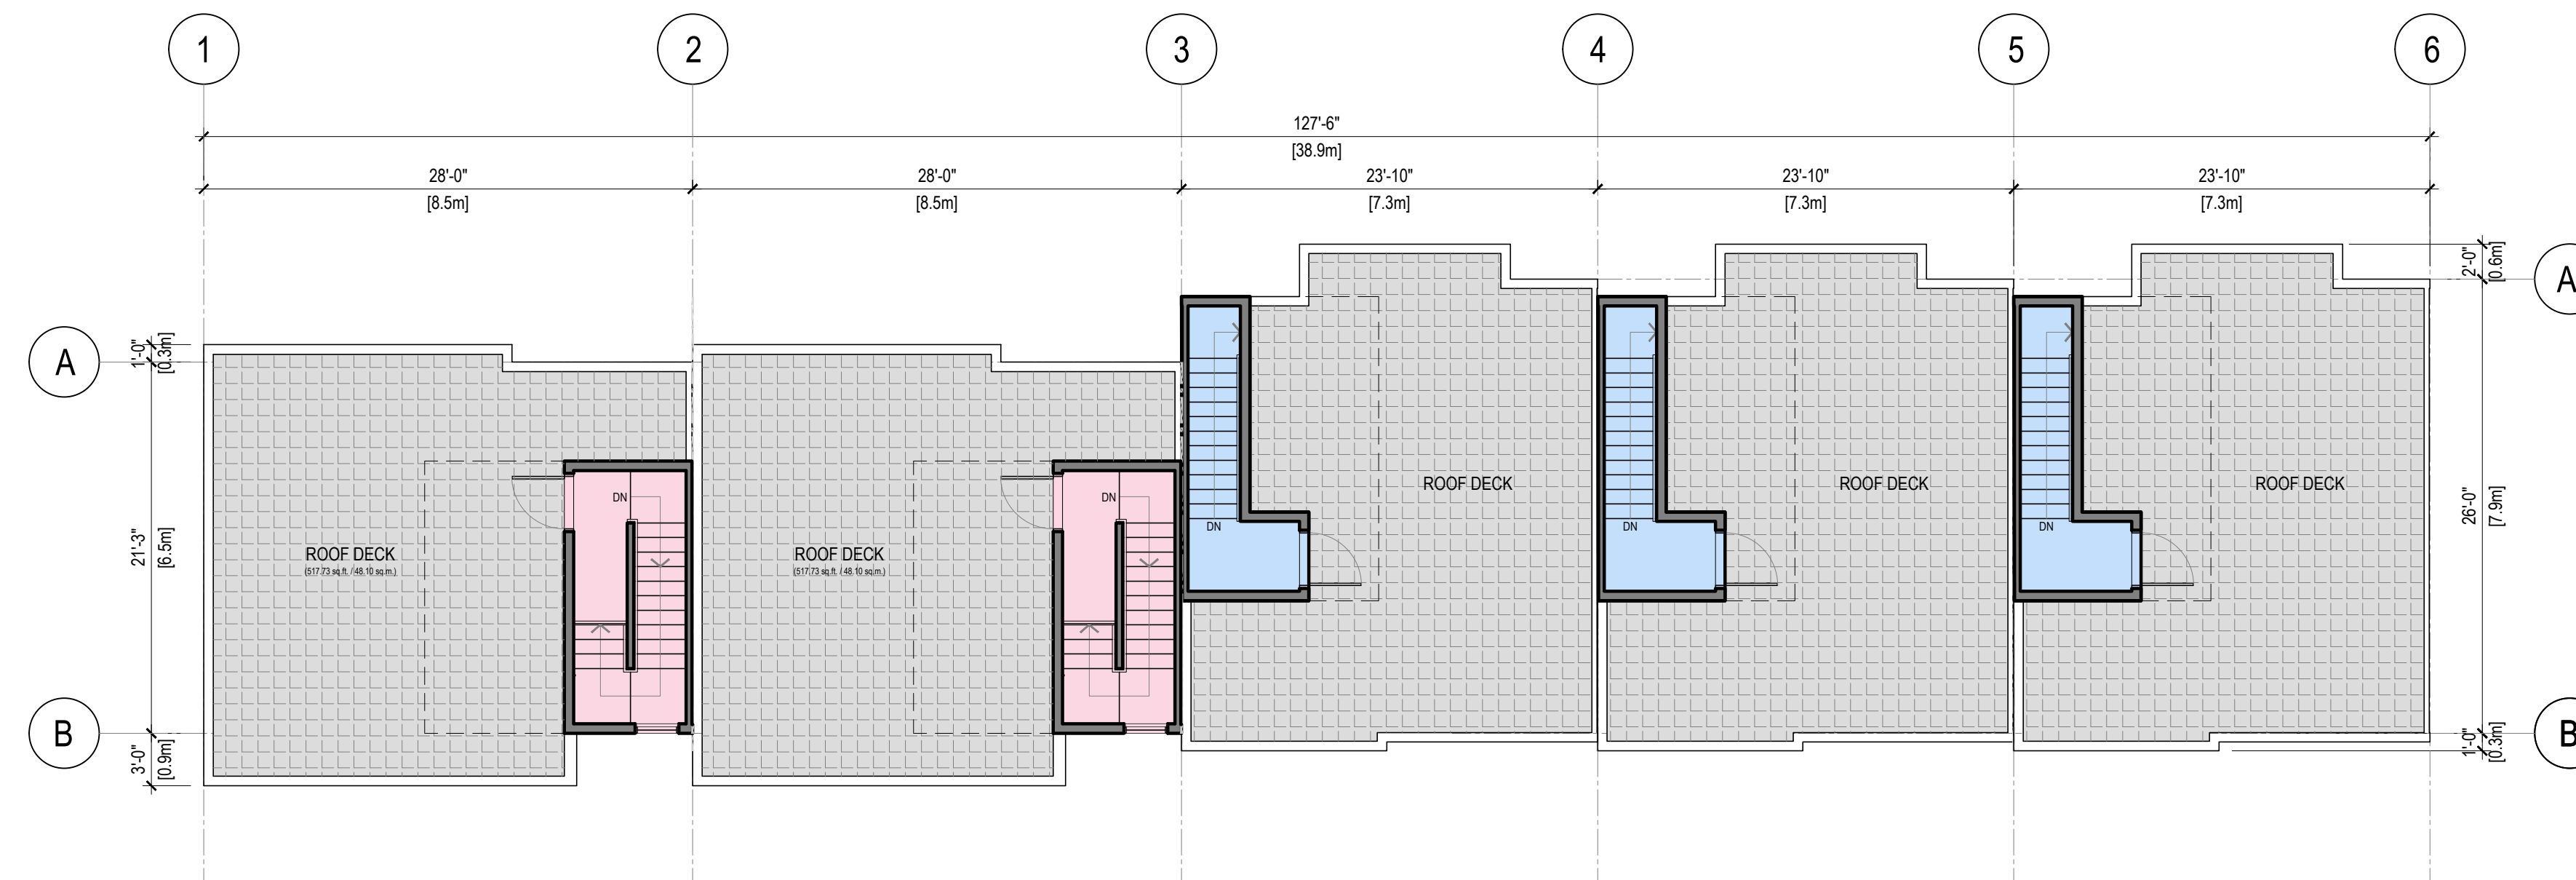 1 2 3 4 5 6
127'-6"
[38.9m]
28'-0" 28'-0" 23'-10" 23'-10" 23'-10"
[8.5m] [8.5m] [7.3m] [7.3m] [7.3m]
2'-0"
[0.6m]
A
1'-0"
[0.3m]
A
DN DN
ROOF DECK ROOF DECK ROOF DECK
26'-0"
[7.9m]
DN DN DN
21'-3"
[6.5m]
ROOF DECK
(517.73 sq.ft. / 48.10 sq.m.)
ROOF DECK
(517.73 sq.ft. / 48.10 sq.m.)
B
3'-0"
[0.9m]
1'-0"
[0.3m]
B